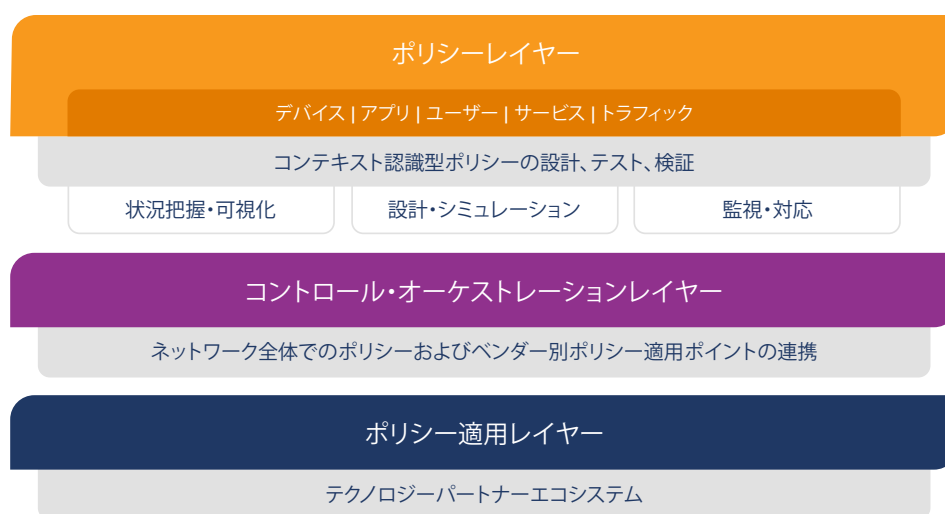 ポリシーレイヤー
デバイス | アプリ | ユーザー | サービス | トラフィック
コンテキスト認識型ポリシーの設計、テスト、検証
状況把握・可視化
設計・シミュレーション
監視・対応
コントロール・オーケストレーションレイヤー
ネットワーク全体でのポリシーおよびベンダー別ポリシー適用ポイントの連携
ポリシー適用レイヤー
テクノロジーパートナーエコシステム